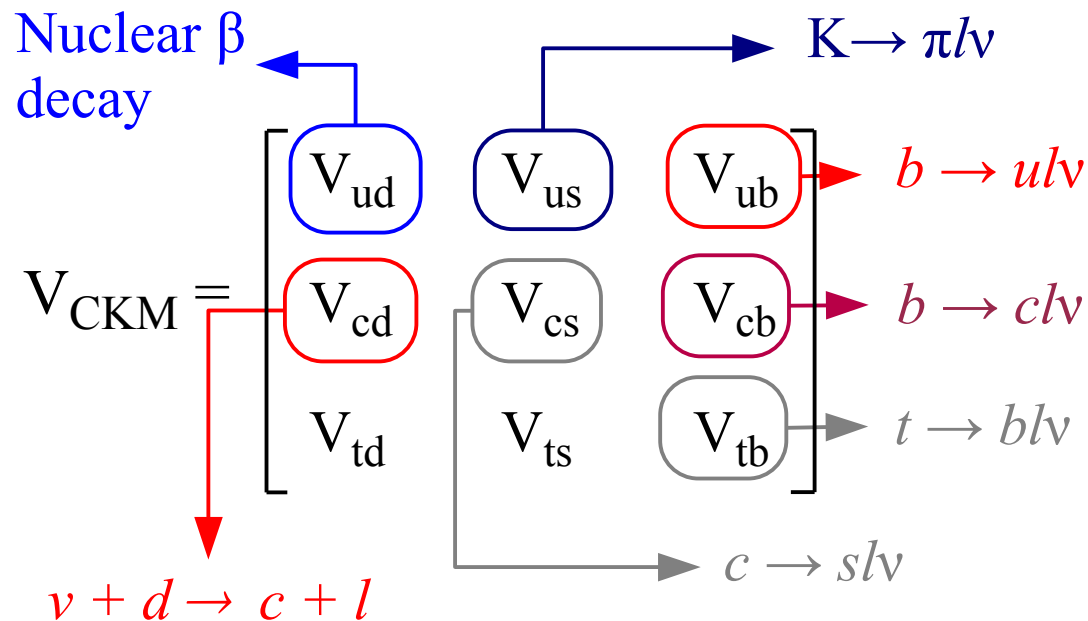 Nuclear β
decay
K→ πlν
V_ud V_us V_ub
b → ulν
V_CKM =
V_cd V_cs V_cb
b → clν
V_td V_ts V_tb
t → blν
c → slν
ν + d → c + l